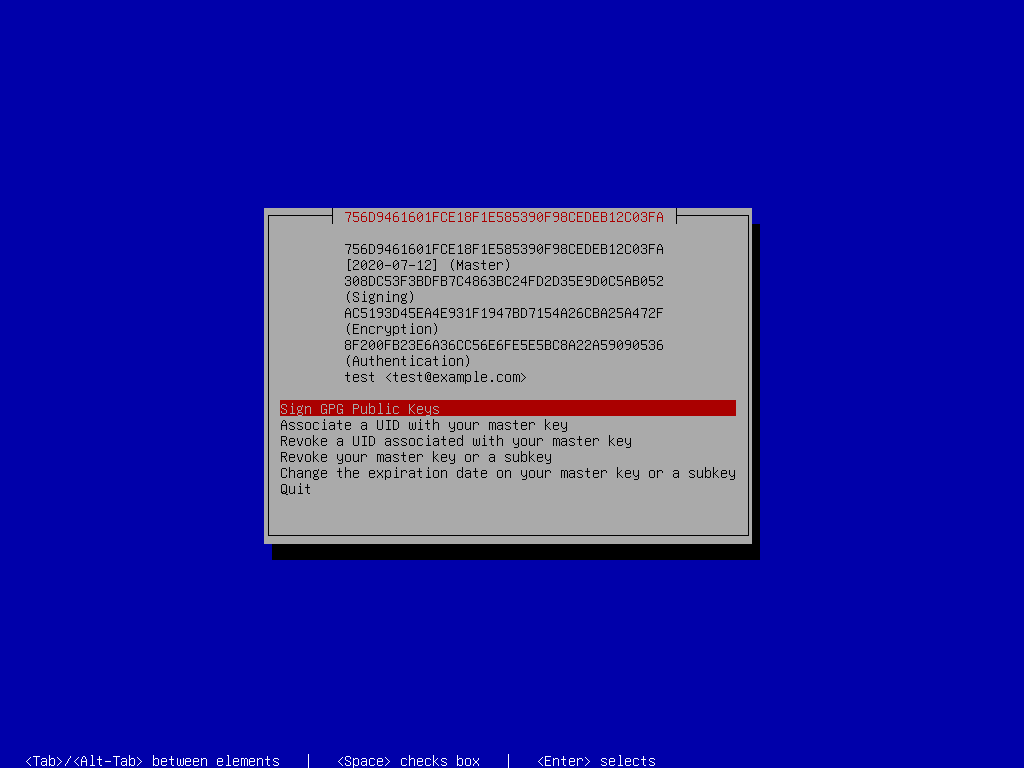 756D9461601FCE18F1E585390F98CEDEB12C03FA
756D9461601FCE18F1E585390F98CEDEB12C03FA
[2020-07-12] (Master)
308DC53F3BDFB7C4863BC24FD2D35E9D0C5AB052
(Signing)
AC5193D45EA4E931F1947BD7154A26CBA25A472F
(Encryption)
8F200FB23E6A36CC56E6FE5E5BC8A22A59090536
(Authentication)
test <test@example.com>
Sign GPG Public Keys
Associate a UID with your master key
Revoke a UID associated with your master key
Revoke your master key or a subkey
Change the expiration date on your master key or a subkey
Quit
<Tab>/<Alt-Tab> between elements | <Space> checks box | <Enter> selects